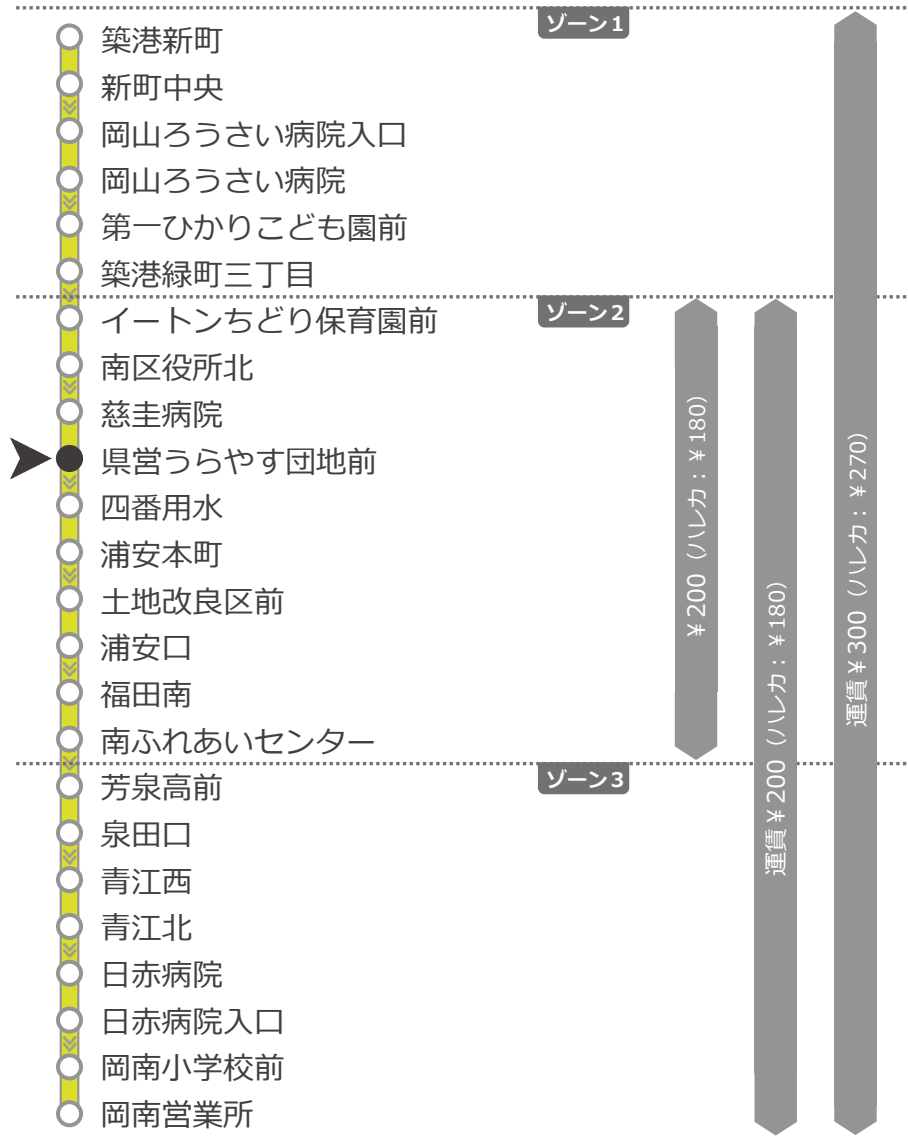 ゾーン1
築港新町
新町中央
岡山ろうさい病院入口
岡山ろうさい病院
第一ひかりこども園前
築港緑町三丁目
ゾーン2
イートンちどり保育園前
南区役所北
慈圭病院
県営うらやす団地前
四番用水
浦安本町
土地改良区前
浦安口
福田南
南ふれあいセンター
ゾーン3
芳泉高前
泉田口
青江西
青江北
日赤病院
日赤病院入口
岡南小学校前
岡南営業所
¥200（ハレカ：¥180）
運賃¥200（ハレカ：¥180）
運賃¥300（ハレカ：¥270）